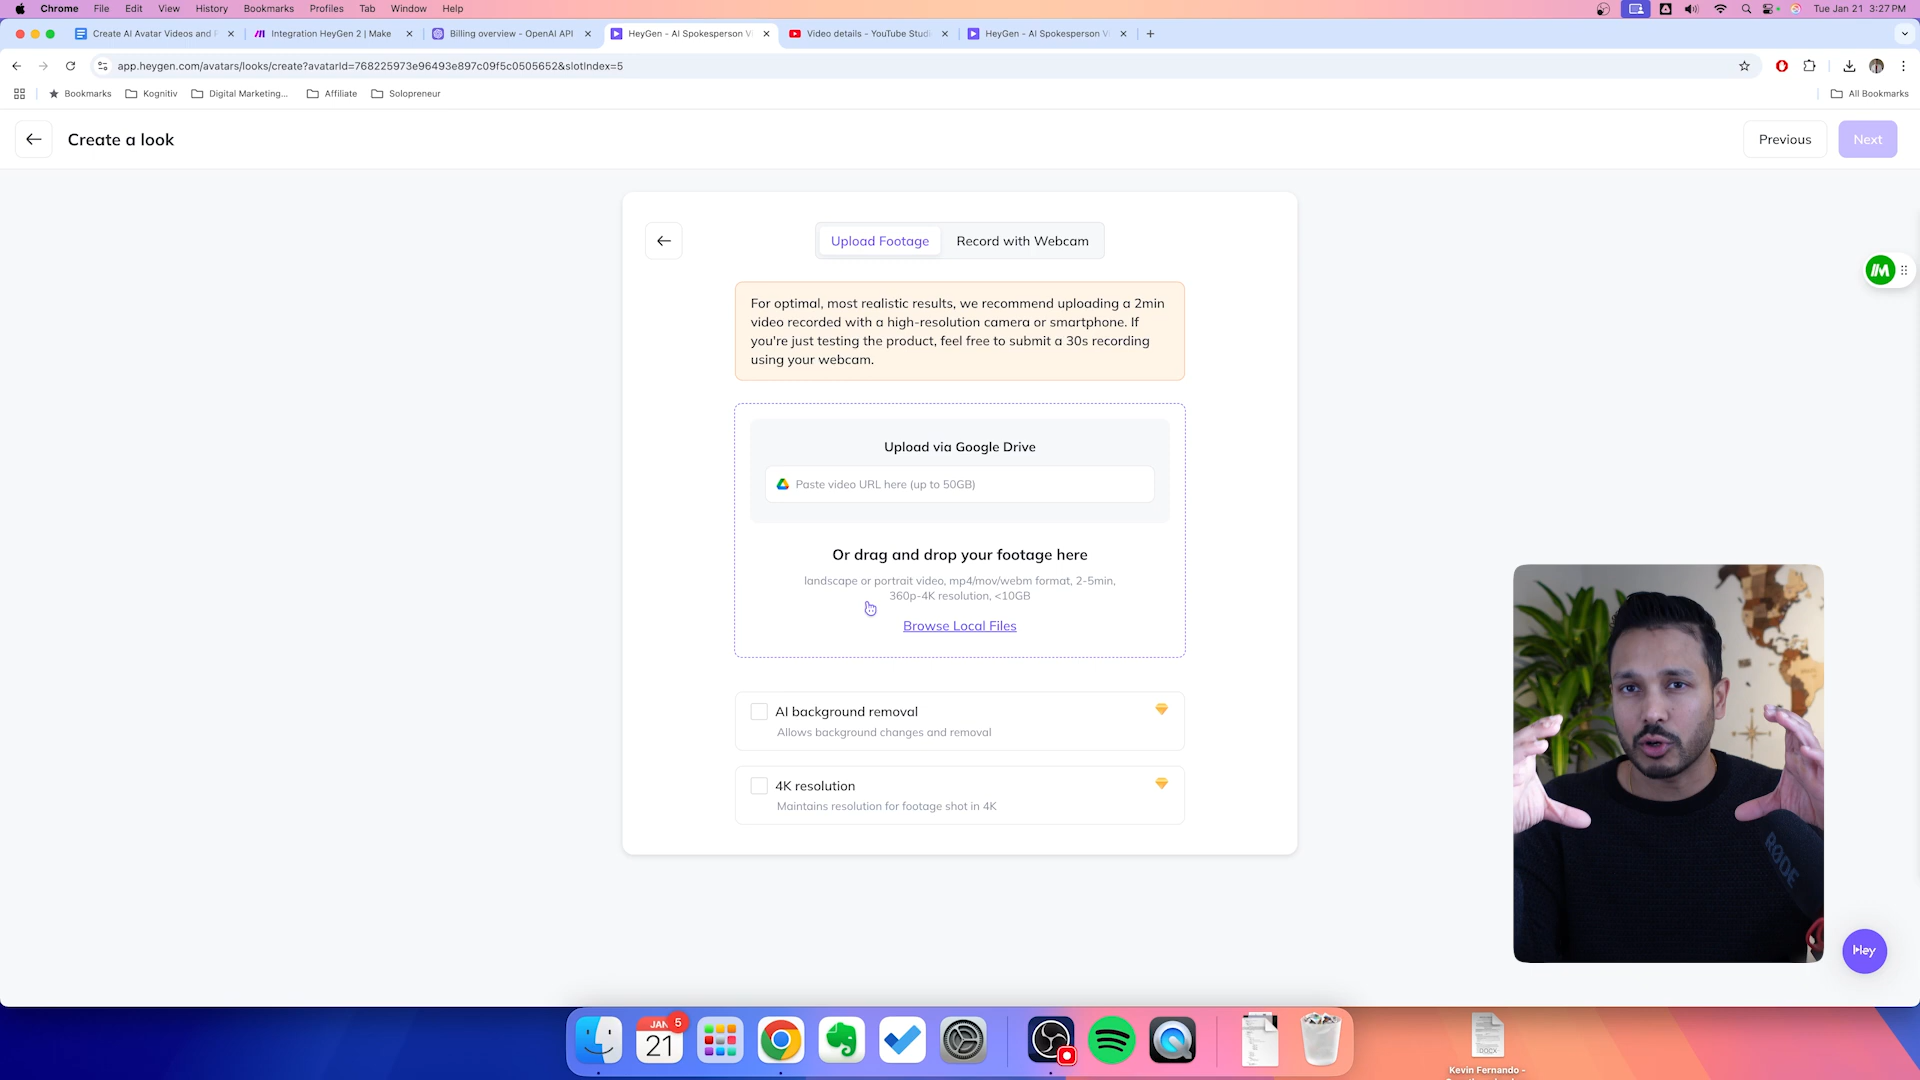 Chrome File Edit View History Bookmarks Profiles Tab Window Help
Tue Jan 21 3:27 PM
Create AI Avatar Videos and
Integration HeyGen 2 | Make
Billing overview - OpenAI API
HeyGen - AI Spokesperson V
Video details - YouTube Stud
HeyGen - AI Spokesperson V
app.heygen.com/avatars/looks/create?avatarId=768225973e96493e897c09f5c0505652&slotIndex=5
Bookmarks Kognitiv Digital Marketing... Affiliate Solopreneur
All Bookmarks
Create a look
Previous
Next
Upload Footage
Record with Webcam
For optimal, most realistic results, we recommend uploading a 2min
video recorded with a high-resolution camera or smartphone. If
you're just testing the product, feel free to submit a 30s recording
using your webcam.
Upload via Google Drive
Paste video URL here (up to 50GB)
Or drag and drop your footage here
landscape or portrait video, mp4/mov/webm format, 2-5min,
360p-4K resolution, <10GB
Browse Local Files
AI background removal
Allows background changes and removal
4K resolution
Maintains resolution for footage shot in 4K
RØDE
Hey
JAN
5
21
DOCX
Kevin Fernando -